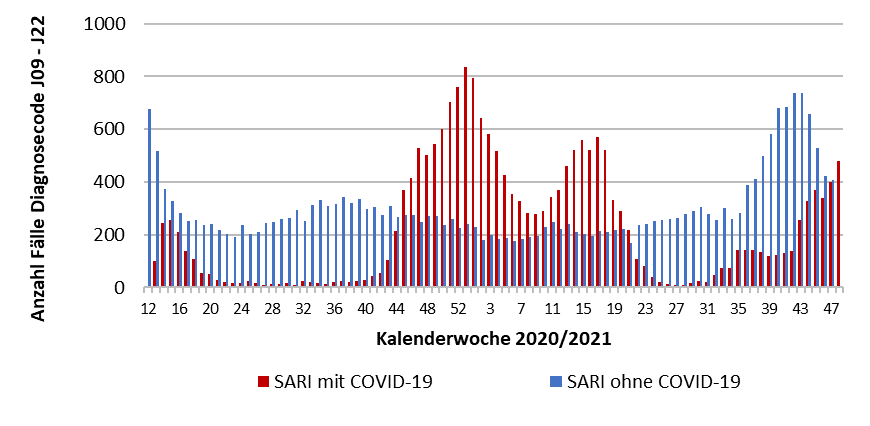 Anzahl Fälle Diagnosecode J09 - J22
1000
800
600
400
200
0
12 16 20 24 28 32 36 40 44 48 52 3 7 11 15 19 23 27 31 35 39 43 47
Kalenderwoche 2020/2021
SARI mit COVID-19 SARI ohne COVID-19